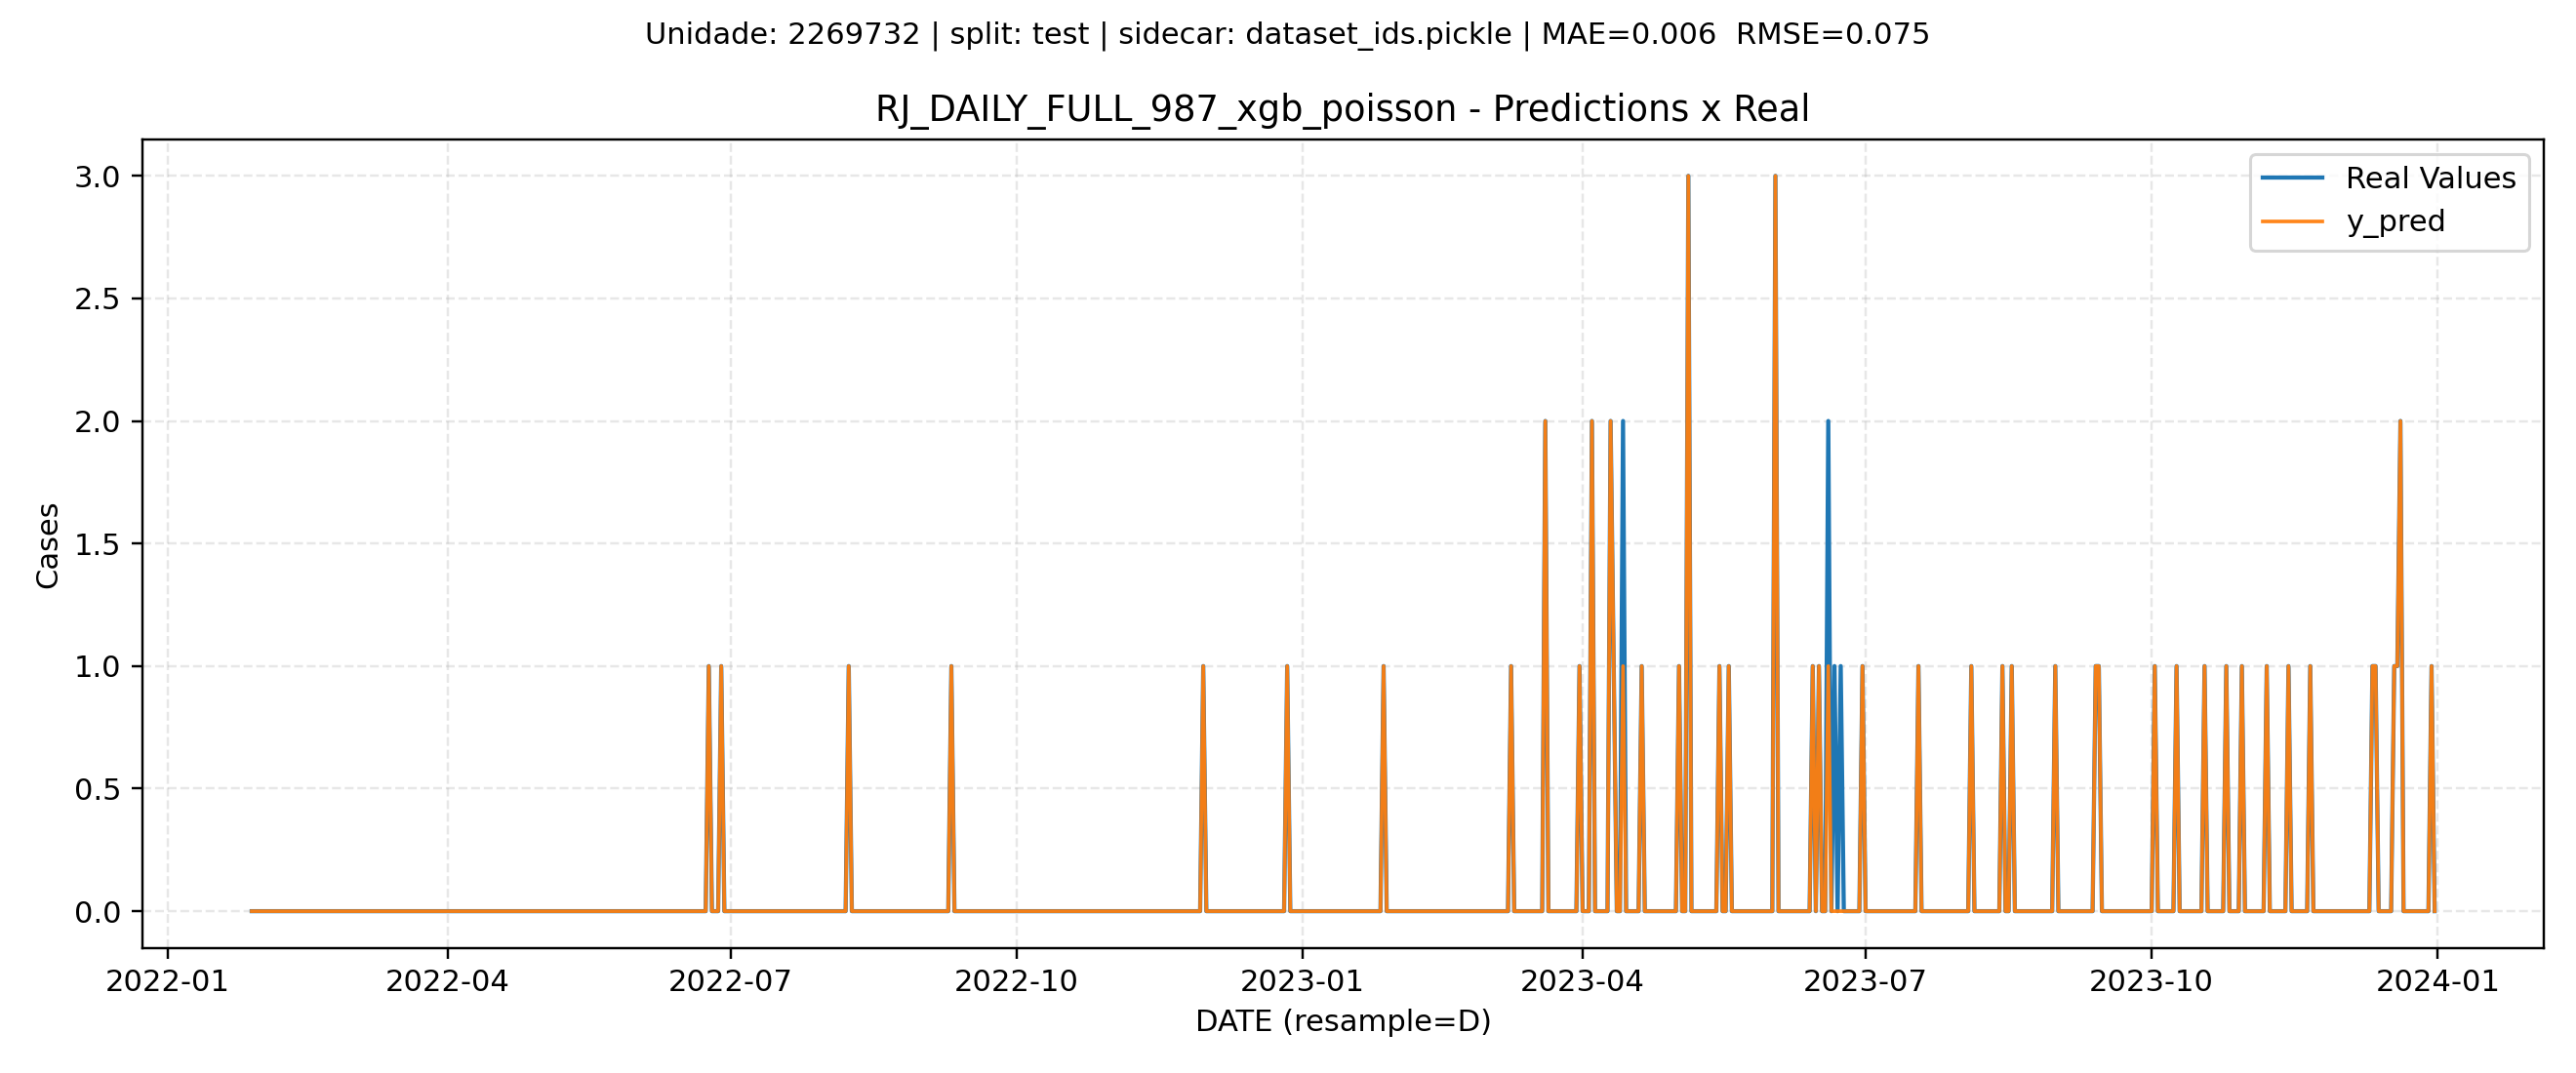 Unidade: 2269732 | split: test | sidecar: dataset_ids.pickle | MAE=0.006  RMSE=0.075
RJ_DAILY_FULL_987_xgb_poisson - Predictions x Real
Real Values
y_pred
3.0
2.5
2.0
1.5
1.0
0.5
0.0
Cases
2022-01 2022-04 2022-07 2022-10 2023-01 2023-04 2023-07 2023-10 2024-01
DATE (resample=D)